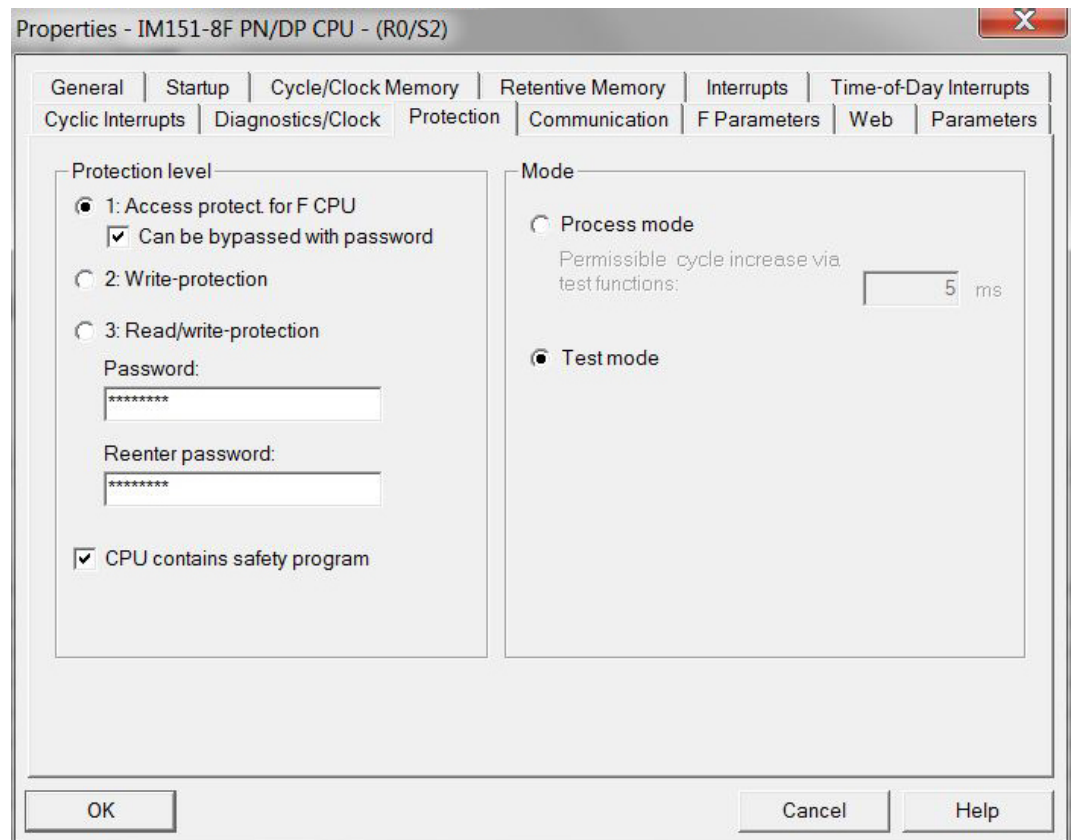 Properties - IM151-8F PN/DP CPU - (R0/S2)
X
General Startup Cycle/Clock Memory Retentive Memory Interrupts Time-of-Day Interrupts
Cyclic Interrupts Diagnostics/Clock Protection Communication F Parameters Web Parameters
Protection level
1: Access protect. for F CPU
Can be bypassed with password
2: Write-protection
3: Read/write-protection
Password:
********
Reenter password:
********
CPU contains safety program
Mode
Process mode
Permissible cycle increase via
test functions:
5 ms
Test mode
OK Cancel Help